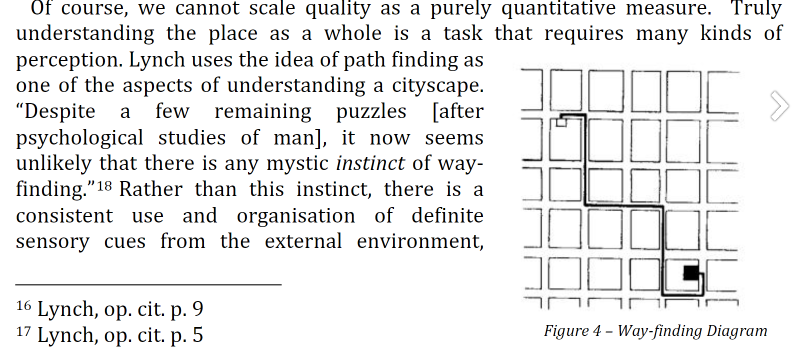 Of course, we cannot scale quality as a purely quantitative measure. Truly
understanding the place as a whole is a task that requires many kinds of
perception. Lynch uses the idea of path finding as
one of the aspects of understanding a cityscape.
“Despite a few remaining puzzles [after
psychological studies of man], it now seems
unlikely that there is any mystic instinct of way-
finding.”18 Rather than this instinct, there is a
consistent use and organisation of definite
sensory cues from the external environment,
16 Lynch, op. cit. p. 9
17 Lynch, op. cit. p. 5
Figure 4 – Way-finding Diagram